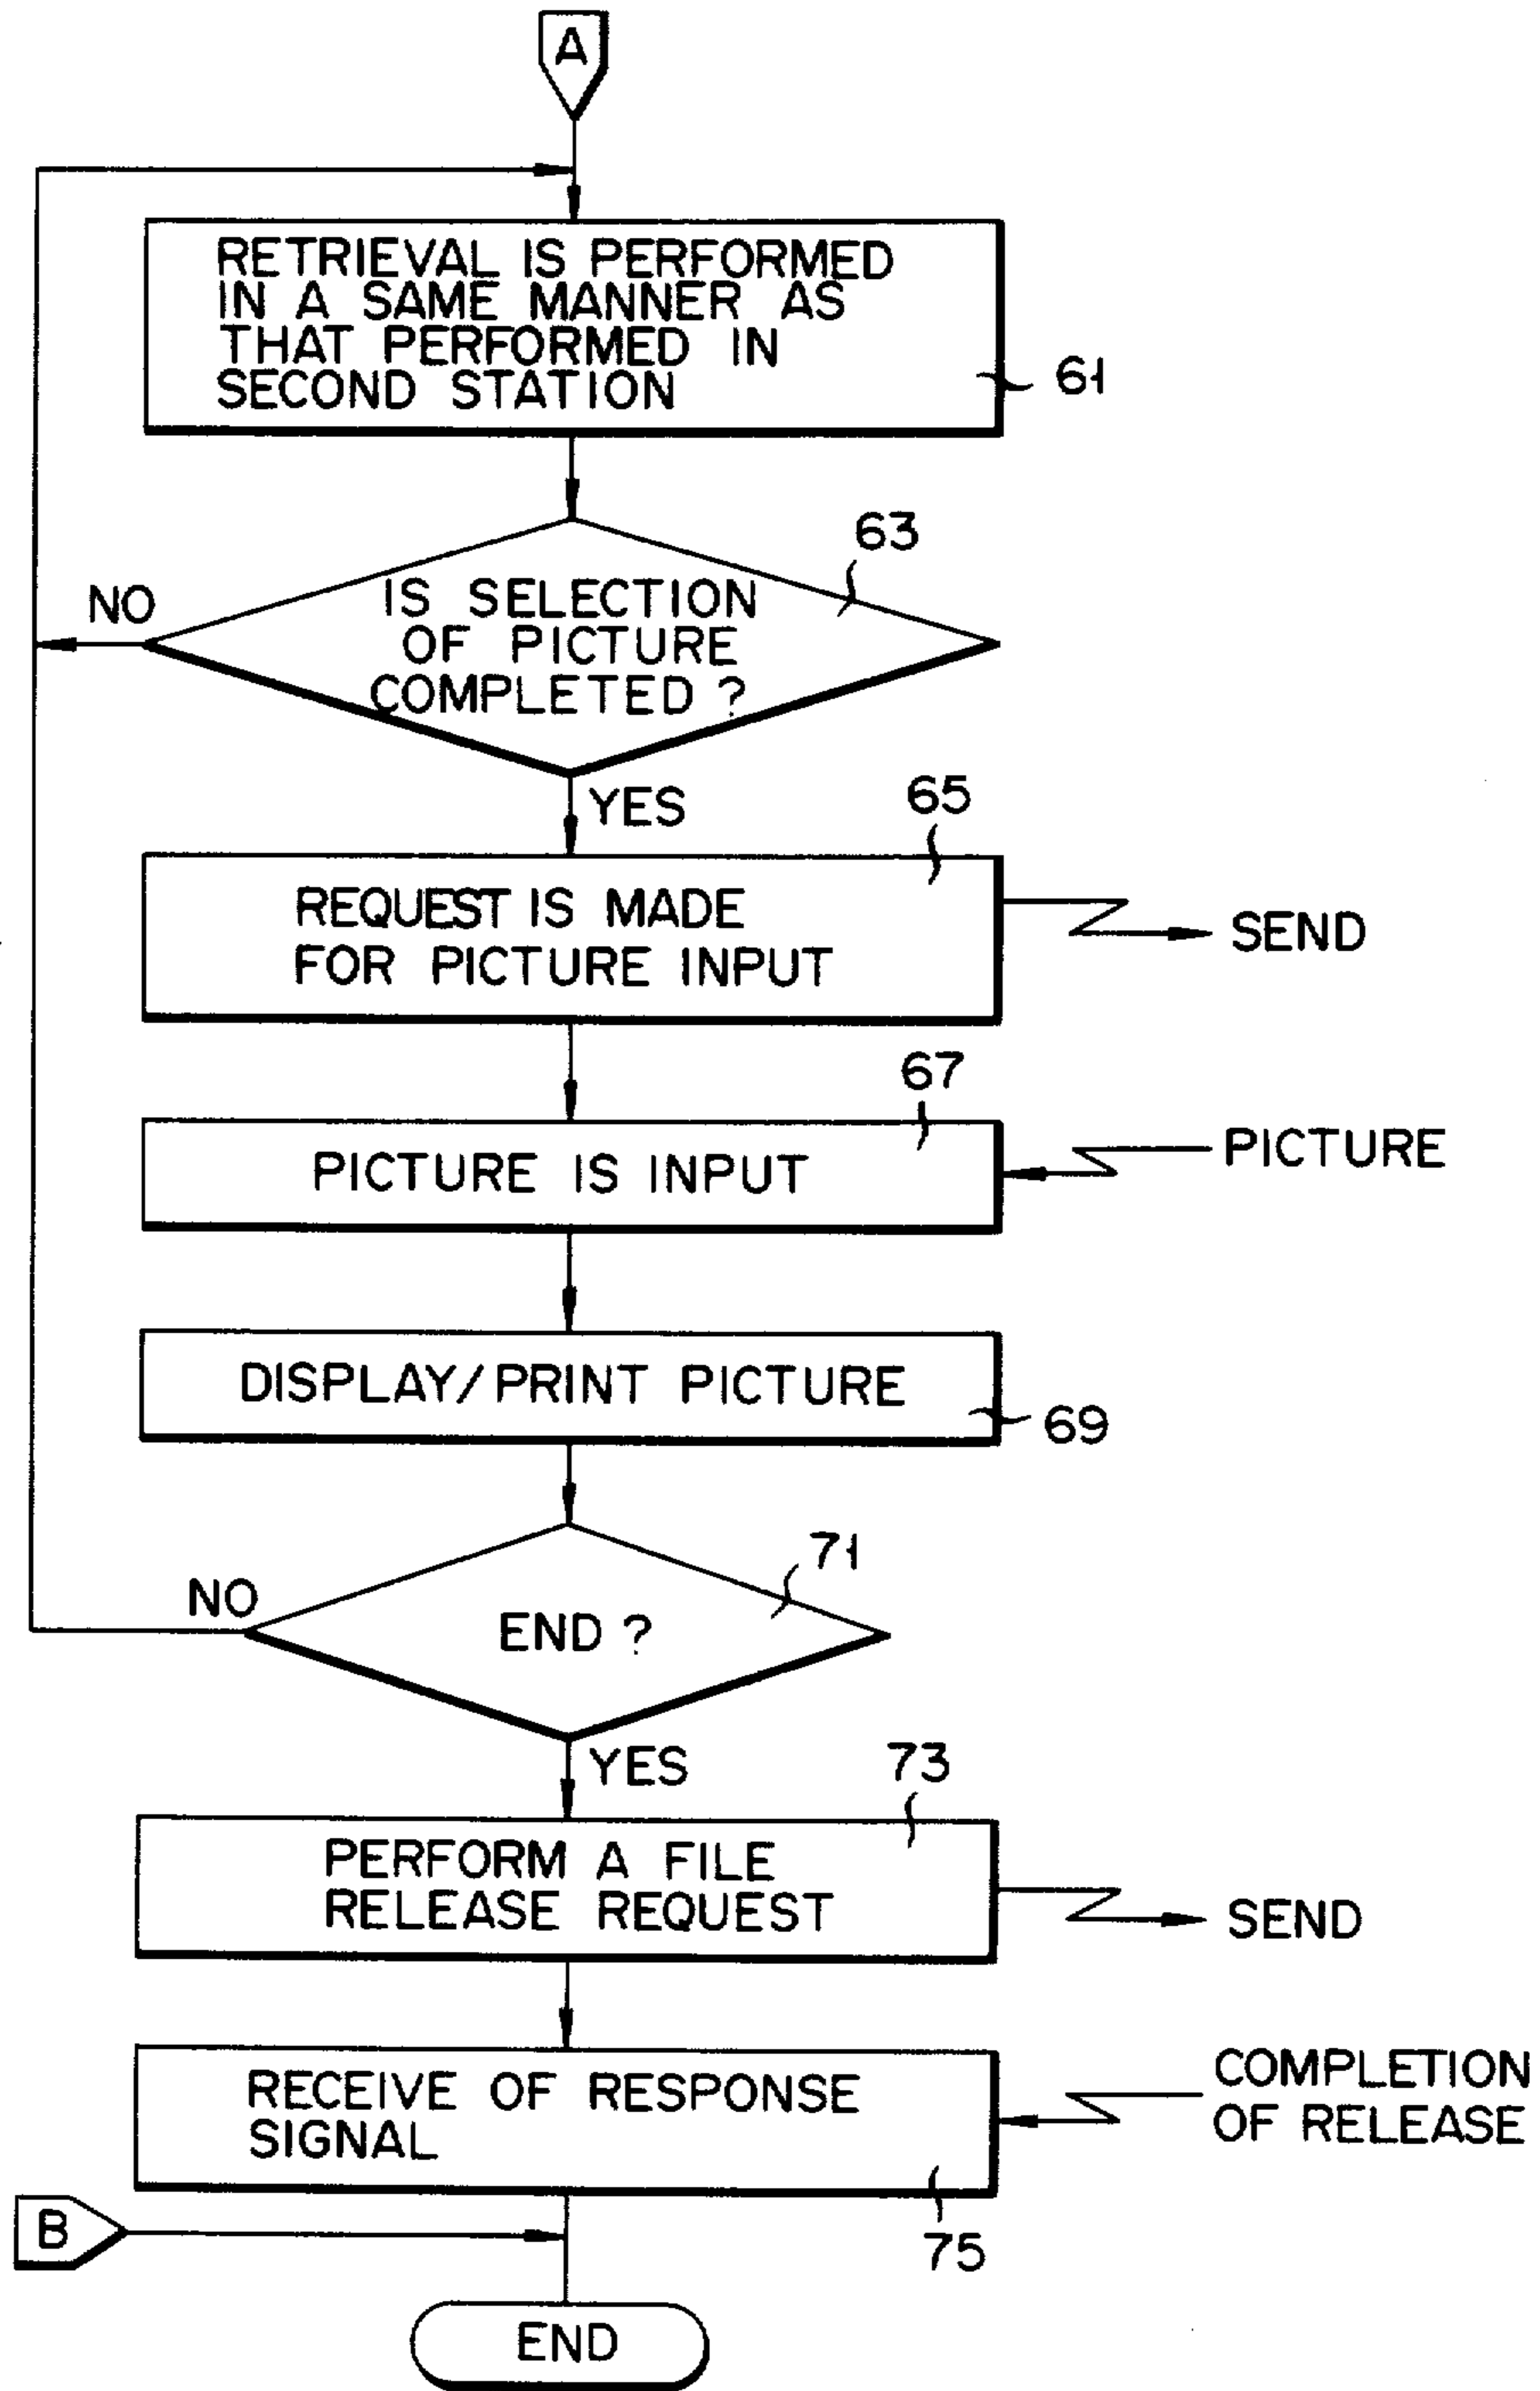 A
RETRIEVAL IS PERFORMED
IN A SAME MANNER AS
THAT PERFORMED IN
SECOND STATION
61
63
NO
IS SELECTION
OF PICTURE
COMPLETED ?
YES
65
REQUEST IS MADE
FOR PICTURE INPUT
SEND
67
PICTURE IS INPUT
PICTURE
DISPLAY/PRINT PICTURE
69
71
NO
END ?
YES
73
PERFORM A FILE
RELEASE REQUEST
SEND
RECEIVE OF RESPONSE
SIGNAL
COMPLETION
OF RELEASE
75
B
END